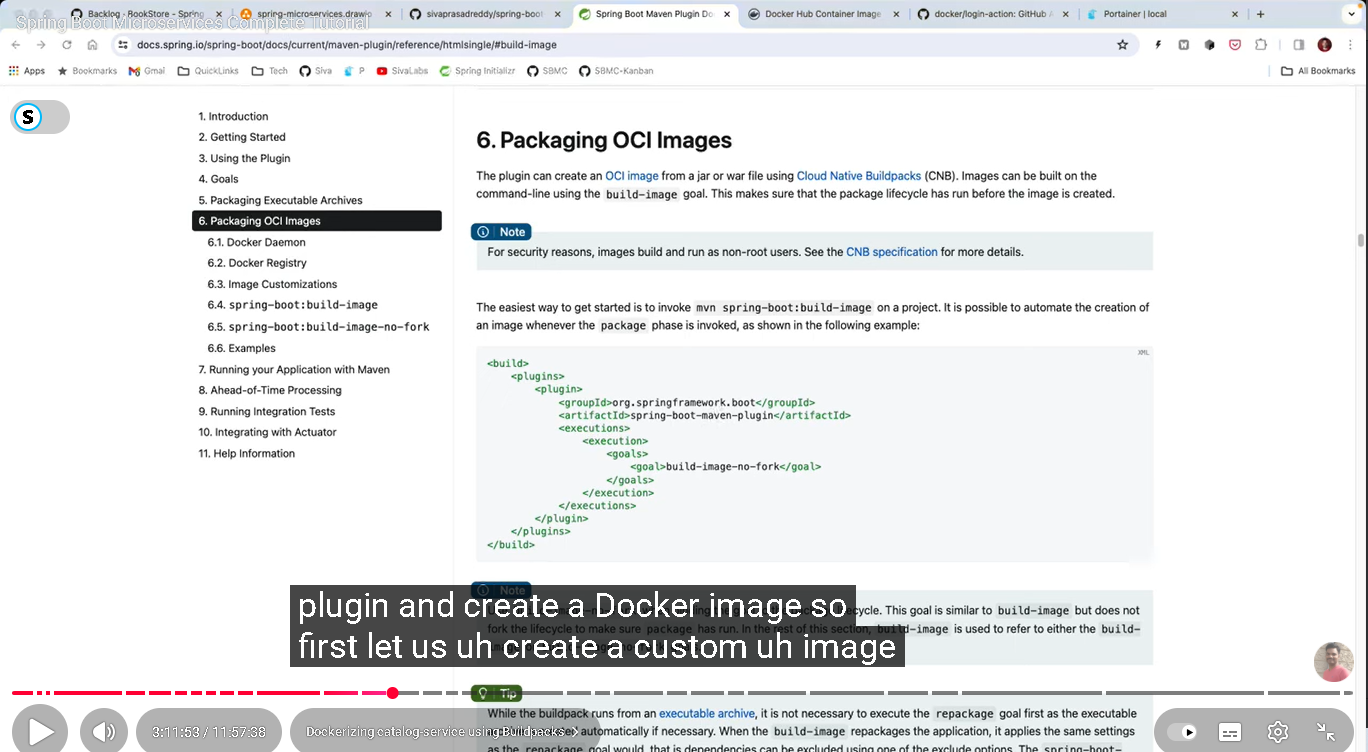 Backlog - BookStore - Spring
spring-microservices.drawio
sivaprasadreddy/spring-boot
Spring Boot Maven Plugin Do
Docker Hub Container Image
docker/login-action: GitHub A
Portainer | local
Spring Boot Microservices Complete Tutorial
docs.spring.io/spring-boot/docs/current/maven-plugin/reference/htmlsingle/#build-image
Apps
Bookmarks
Gmai
QuickLinks
Tech
Siva
P
SivaLabs
Spring Initializr
SBMC
SBMC-Kanban
All Bookmarks
S
1. Introduction
2. Getting Started
3. Using the Plugin
4. Goals
5. Packaging Executable Archives
6. Packaging OCI Images
6.1. Docker Daemon
6.2. Docker Registry
6.3. Image Customizations
6.4. spring-boot:build-image
6.5. spring-boot:build-image-no-fork
6.6. Examples
7. Running your Application with Maven
8. Ahead-of-Time Processing
9. Running Integration Tests
10. Integrating with Actuator
11. Help Information
6. Packaging OCI Images
The plugin can create an OCI image from a jar or war file using Cloud Native Buildpacks (CNB). Images can be built on the
command-line using the build-image goal. This makes sure that the package lifecycle has run before the image is created.
Note
For security reasons, images build and run as non-root users. See the CNB specification for more details.
The easiest way to get started is to invoke mvn spring-boot:build-image on a project. It is possible to automate the creation of
an image whenever the package phase is invoked, as shown in the following example:
XML
<build>
<plugins>
<plugin>
<groupId>org.springframework.boot</groupId>
<artifactId>spring-boot-maven-plugin</artifactId>
<executions>
<execution>
<goals>
<goal>build-image-no-fork</goal>
</goals>
</execution>
</executions>
</plugin>
</plugins>
</build>
Note
plugin and create a Docker image so
first let us uh create a custom uh image
lifecycle. This goal is similar to build-image but does not
fork the lifecycle to make sure package has run. In the rest of this section, build-image is used to refer to either the build-
Tip
While the buildpack runs from an executable archive, it is not necessary to execute the repackage goal first as the executable
automatically if necessary. When the build-image repackages the application, it applies the same settings
as the repackage goal would, that is dependencies can be excluded using one of the exclude options. The spring-boot-
3:11:53 / 11:57:38
Dockerizing catalog-service using Buildpacks